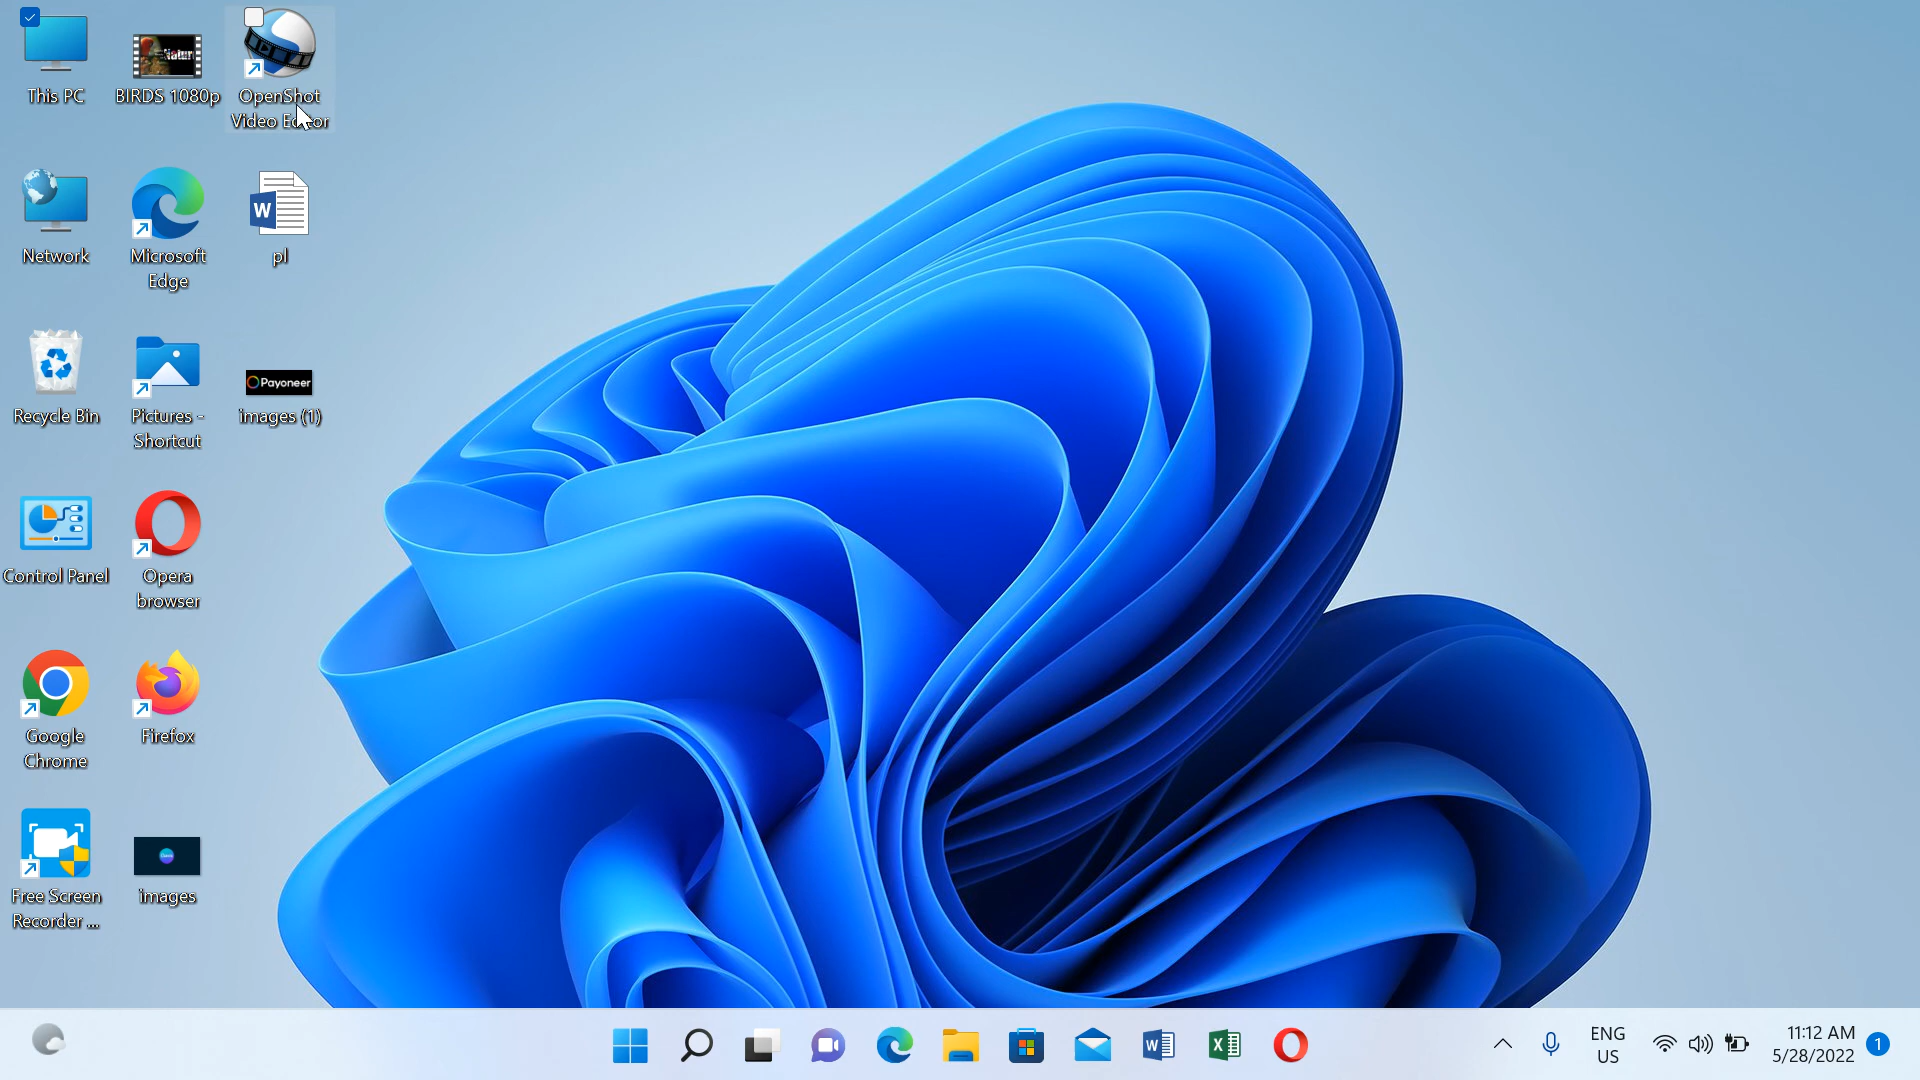 This PC
BIRDS 1080p
OpenShot
Video Editor
Network
Microsoft
Edge
pl
Recycle Bin
Pictures -
Shortcut
Payoneer
images (1)
Control Panel
Opera
browser
Google
Chrome
Firefox
Free Screen
Recorder ...
images
ENG
US
11:12 AM
5/28/2022
1